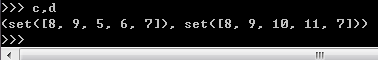 >>> c,d
(set([8, 9, 5, 6, 7]), set([8, 9, 10, 11, 7]))
>>>